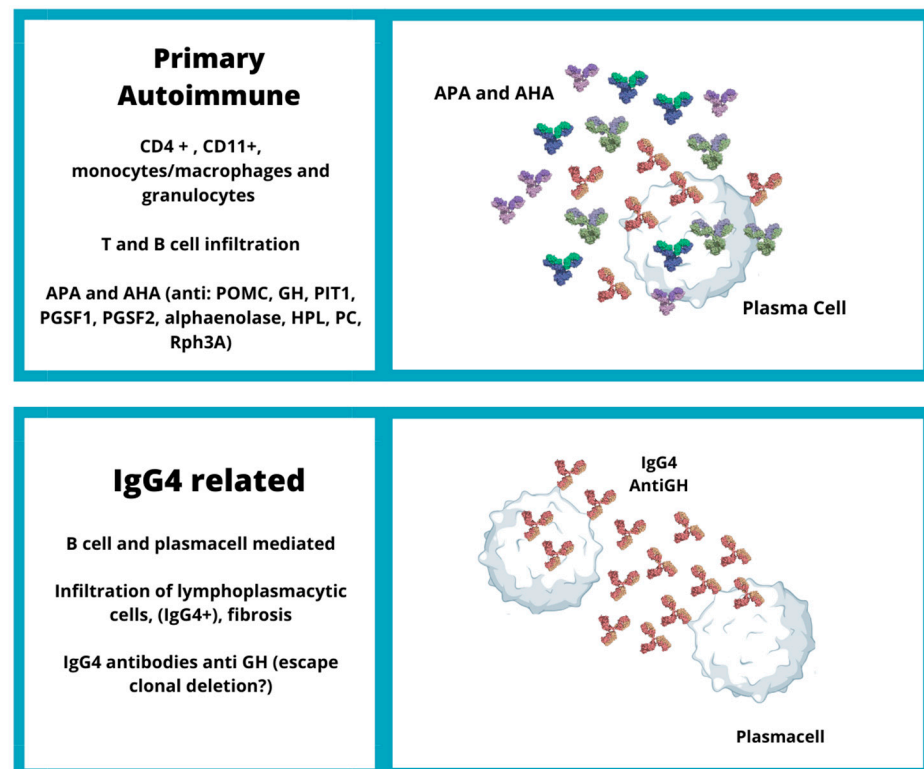 Primary
Autoimmune
CD4 + , CD11+,
monocytes/macrophages and
granulocytes
T and B cell infiltration
APA and AHA (anti: POMC, GH, PIT1,
PGSF1, PGSF2, alphaenolase, HPL, PC,
Rph3A)
APA and AHA
Plasma Cell
IgG4 related
B cell and plasmacell mediated
Infiltration of lymphoplasmacytic
cells, (IgG4+), fibrosis
IgG4 antibodies anti GH (escape
clonal deletion?)
IgG4
AntiGH
Plasmacell